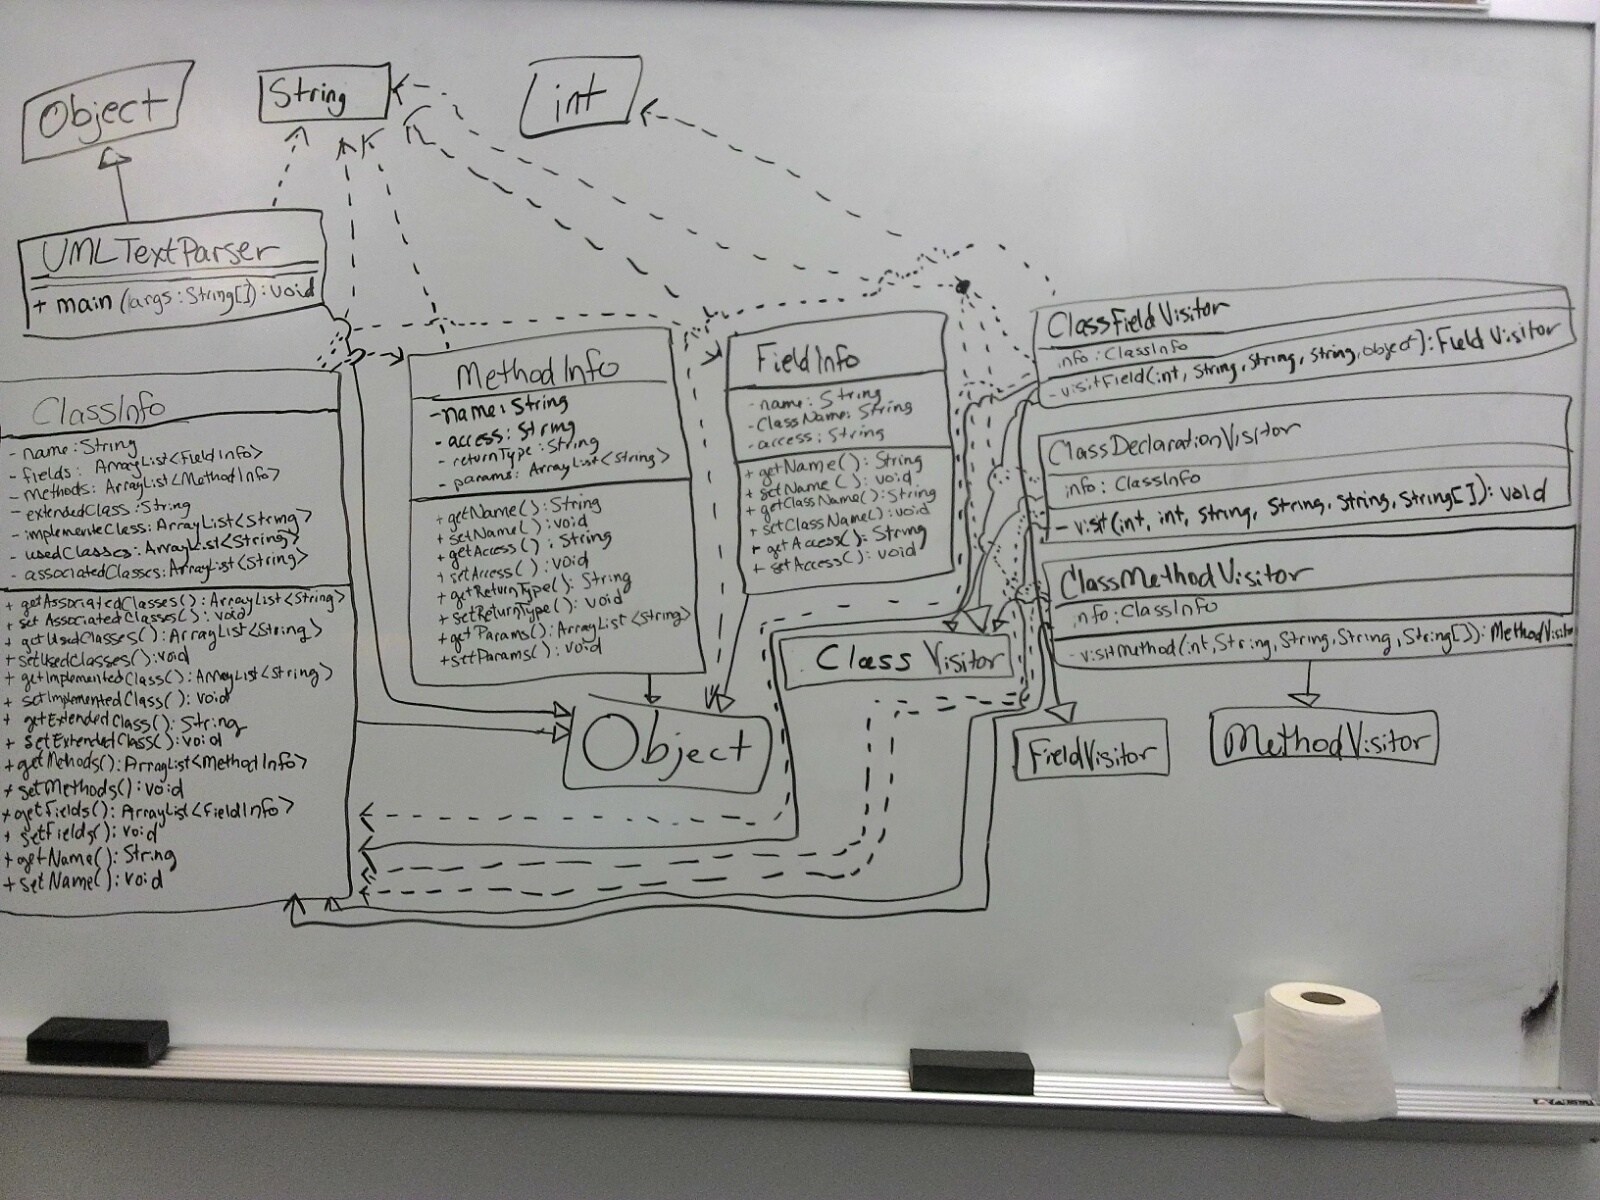 Object
String
int
UMLTextParser
+ main (args: String[]): void
ClassInfo
- name: String
- fields: ArrayList<FieldInfo>
- Methods: ArrayList<MethodInfo>
- extendedClass: String
- implementeClass: ArrayList<String>
- usedClasses: ArrayList<String>
- associatedClasses: ArrayList<String>
+ getAssociatedClasses(): ArrayList<String>
+ set AssociatedClasses(): void
+ getUsedClasses(): ArrayList<String>
+ setUsedClasses(): void
+ getImplementedClass(): ArrayList<String>
+ setImplementedClass(): void
+ getExtendedClass(): String
+ setExtendedClass(): void
+ getMethods(): ArrayList<MethodInfo>
+ setMethods(): void
+ getFields(): ArrayList<FieldInfo>
+ setFields(): void
+ getName(): String
+ setName(): void
MethodInfo
- name: String
- access: String
- returnType: String
- params: ArrayList<String>
+ getName(): String
+ setName(): void
+ getAccess(): String
+ setAccess(): void
+ getReturnType(): String
+ setReturnType(): void
+ getParams(): ArrayList<String>
+ setParams(): void
FieldInfo
- name: String
- ClassName: String
- access: String
+ getName(): String
+ setName(): void
+ getClassName(): String
+ setClassName(): void
+ getAccess(): String
+ setAccess(): void
ClassFieldVisitor
info: ClassInfo
- visitField(int, String, String, String, Object): FieldVisitor
ClassDeclarationVisitor
info: ClassInfo
- visit(int, int, String, String, String, String[]): void
ClassMethodVisitor
info: ClassInfo
- visitMethod(int, String, String, String, String[]): MethodVisitor
Class Visitor
Object
FieldVisitor
MethodVisitor